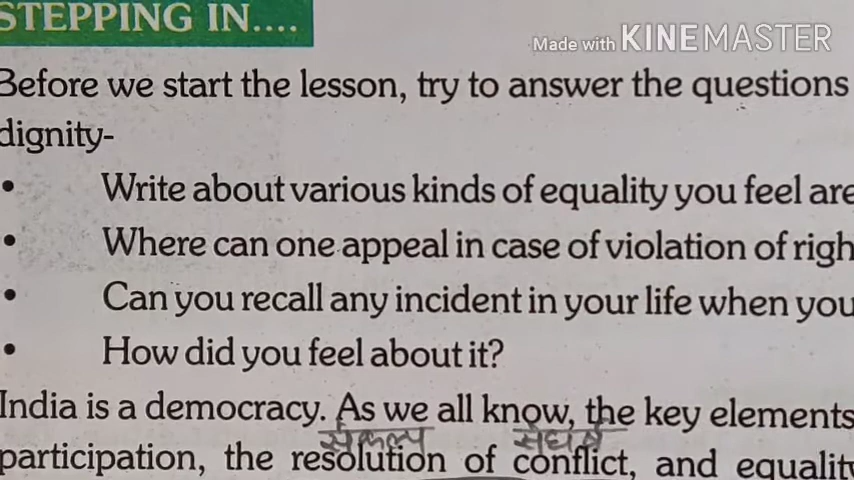 STEPPING IN....
Made with KINEMASTER
Before we start the lesson, try to answer the questions
dignity-
• Write about various kinds of equality you feel are
• Where can one appeal in case of violation of righ
• Can you recall any incident in your life when you
• How did you feel about it?
India is a democracy. As we all know, the key elements
संकल्प संघर्ष
participation, the resolution of conflict, and equality